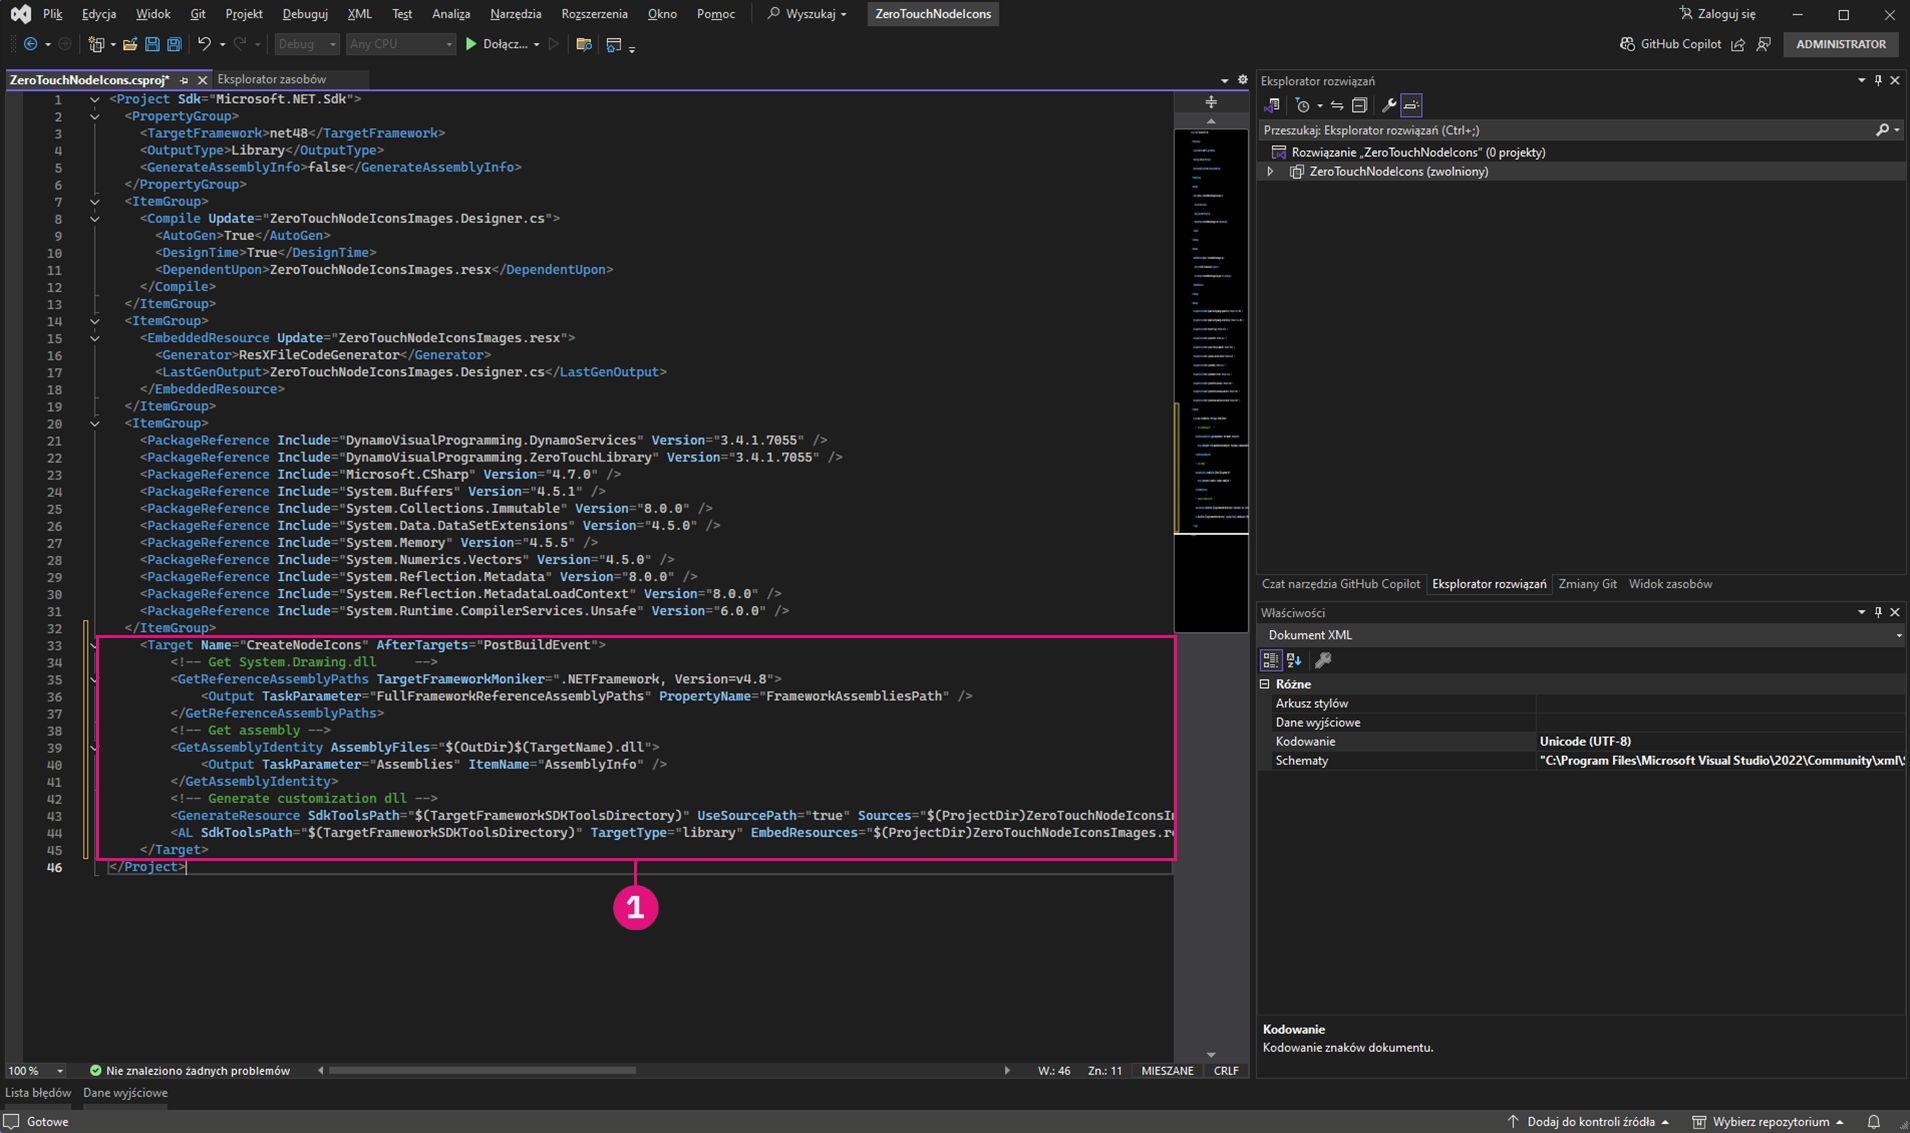 Plik Edycja Widok Git Projekt Debuguj XML Test Analiza Narzędzia Rozszerzenia Okno Pomoc Wyszukaj ZeroTouchNodeIcons Zaloguj się
Debug Any CPU Dołącz... GitHub Copilot ADMINISTRATOR
ZeroTouchNodeIcons.csproj* Eksplorator zasobów
1 <Project Sdk="Microsoft.NET.Sdk">
2 <PropertyGroup>
3 <TargetFramework>net48</TargetFramework>
4 <OutputType>Library</OutputType>
5 <GenerateAssemblyInfo>false</GenerateAssemblyInfo>
6 </PropertyGroup>
7 <ItemGroup>
8 <Compile Update="ZeroTouchNodeIconsImages.Designer.cs">
9 <AutoGen>True</AutoGen>
10 <DesignTime>True</DesignTime>
11 <DependentUpon>ZeroTouchNodeIconsImages.resx</DependentUpon>
12 </Compile>
13 </ItemGroup>
14 <ItemGroup>
15 <EmbeddedResource Update="ZeroTouchNodeIconsImages.resx">
16 <Generator>ResXFileCodeGenerator</Generator>
17 <LastGenOutput>ZeroTouchNodeIconsImages.Designer.cs</LastGenOutput>
18 </EmbeddedResource>
19 </ItemGroup>
20 <ItemGroup>
21 <PackageReference Include="DynamoVisualProgramming.DynamoServices" Version="3.4.1.7055" />
22 <PackageReference Include="DynamoVisualProgramming.ZeroTouchLibrary" Version="3.4.1.7055" />
23 <PackageReference Include="Microsoft.CSharp" Version="4.7.0" />
24 <PackageReference Include="System.Buffers" Version="4.5.1" />
25 <PackageReference Include="System.Collections.Immutable" Version="8.0.0" />
26 <PackageReference Include="System.Data.DataSetExtensions" Version="4.5.0" />
27 <PackageReference Include="System.Memory" Version="4.5.5" />
28 <PackageReference Include="System.Numerics.Vectors" Version="4.5.0" />
29 <PackageReference Include="System.Reflection.Metadata" Version="8.0.0" />
30 <PackageReference Include="System.Reflection.MetadataLoadContext" Version="8.0.0" />
31 <PackageReference Include="System.Runtime.CompilerServices.Unsafe" Version="6.0.0" />
32 </ItemGroup>
33 <Target Name="CreateNodeIcons" AfterTargets="PostBuildEvent">
34 <!-- Get System.Drawing.dll -->
35 <GetReferenceAssemblyPaths TargetFrameworkMoniker=".NETFramework, Version=v4.8">
36 <Output TaskParameter="FullFrameworkReferenceAssemblyPaths" PropertyName="FrameworkAssembliesPath" />
37 </GetReferenceAssemblyPaths>
38 <!-- Get assembly -->
39 <GetAssemblyIdentity AssemblyFiles="$(OutDir)$(TargetName).dll">
40 <Output TaskParameter="Assemblies" ItemName="AssemblyInfo" />
41 </GetAssemblyIdentity>
42 <!-- Generate customization dll -->
43 <GenerateResource SdkToolsPath="$(TargetFrameworkSDKToolsDirectory)" UseSourcePath="true" Sources="$(ProjectDir)ZeroTouchNodeIconsI
44 <AL SdkToolsPath="$(TargetFrameworkSDKToolsDirectory)" TargetType="library" EmbedResources="$(ProjectDir)ZeroTouchNodeIconsImages.re
45 </Target>
46 </Project>
1
100 % Nie znaleziono żadnych problemów W.: 46 Zn.: 11 MIESZANE CRLF
Lista błędów Dane wyjściowe
Gotowe Dodaj do kontroli źródła Wybierz repozytorium
Eksplorator rozwiązań
Przeszukaj: Eksplorator rozwiązań (Ctrl+;)
Rozwiązanie „ZeroTouchNodeIcons” (0 projekty)
ZeroTouchNodeIcons (zwolniony)
Czat narzędzia GitHub Copilot Eksplorator rozwiązań Zmiany Git Widok zasobów
Właściwości
Dokument XML
Różne
Arkusz stylów
Dane wyjściowe
Kodowanie Unicode (UTF-8)
Schematy "C:\Program Files\Microsoft Visual Studio\2022\Community\xml\S
Kodowanie
Kodowanie znaków dokumentu.